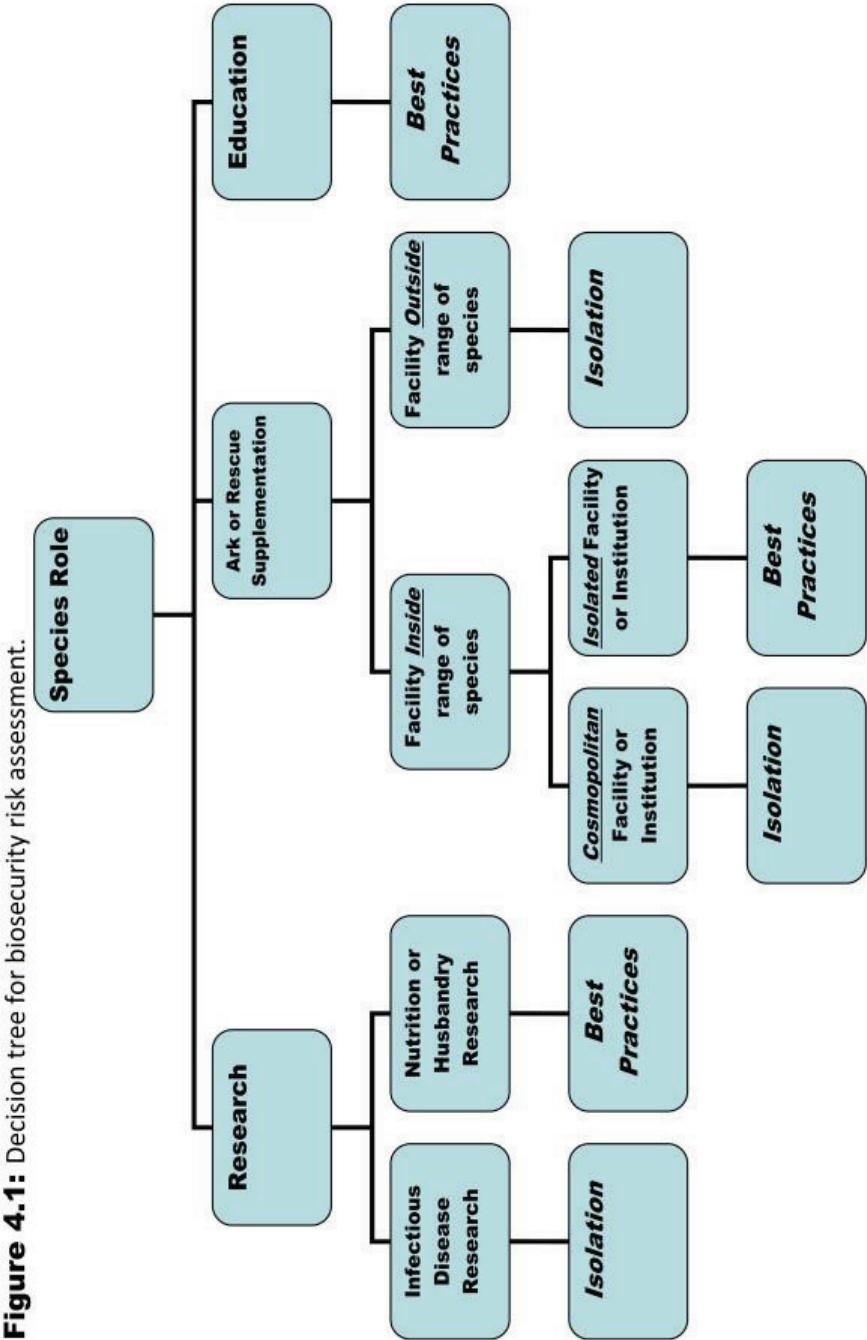 Figure 4.1: Decision tree for biosecurity risk assessment.
Species Role
Research
Ark or Rescue
Supplementation
Education
Infectious
Disease
Research
Nutrition or
Husbandry
Research
Facility Inside
range of
species
Facility Outside
range of
species
Best
Practices
Isolation
Best
Practices
Cosmopolitan
Facility or
Institution
Isolated Facility
or Institution
Isolation
Isolation
Best
Practices